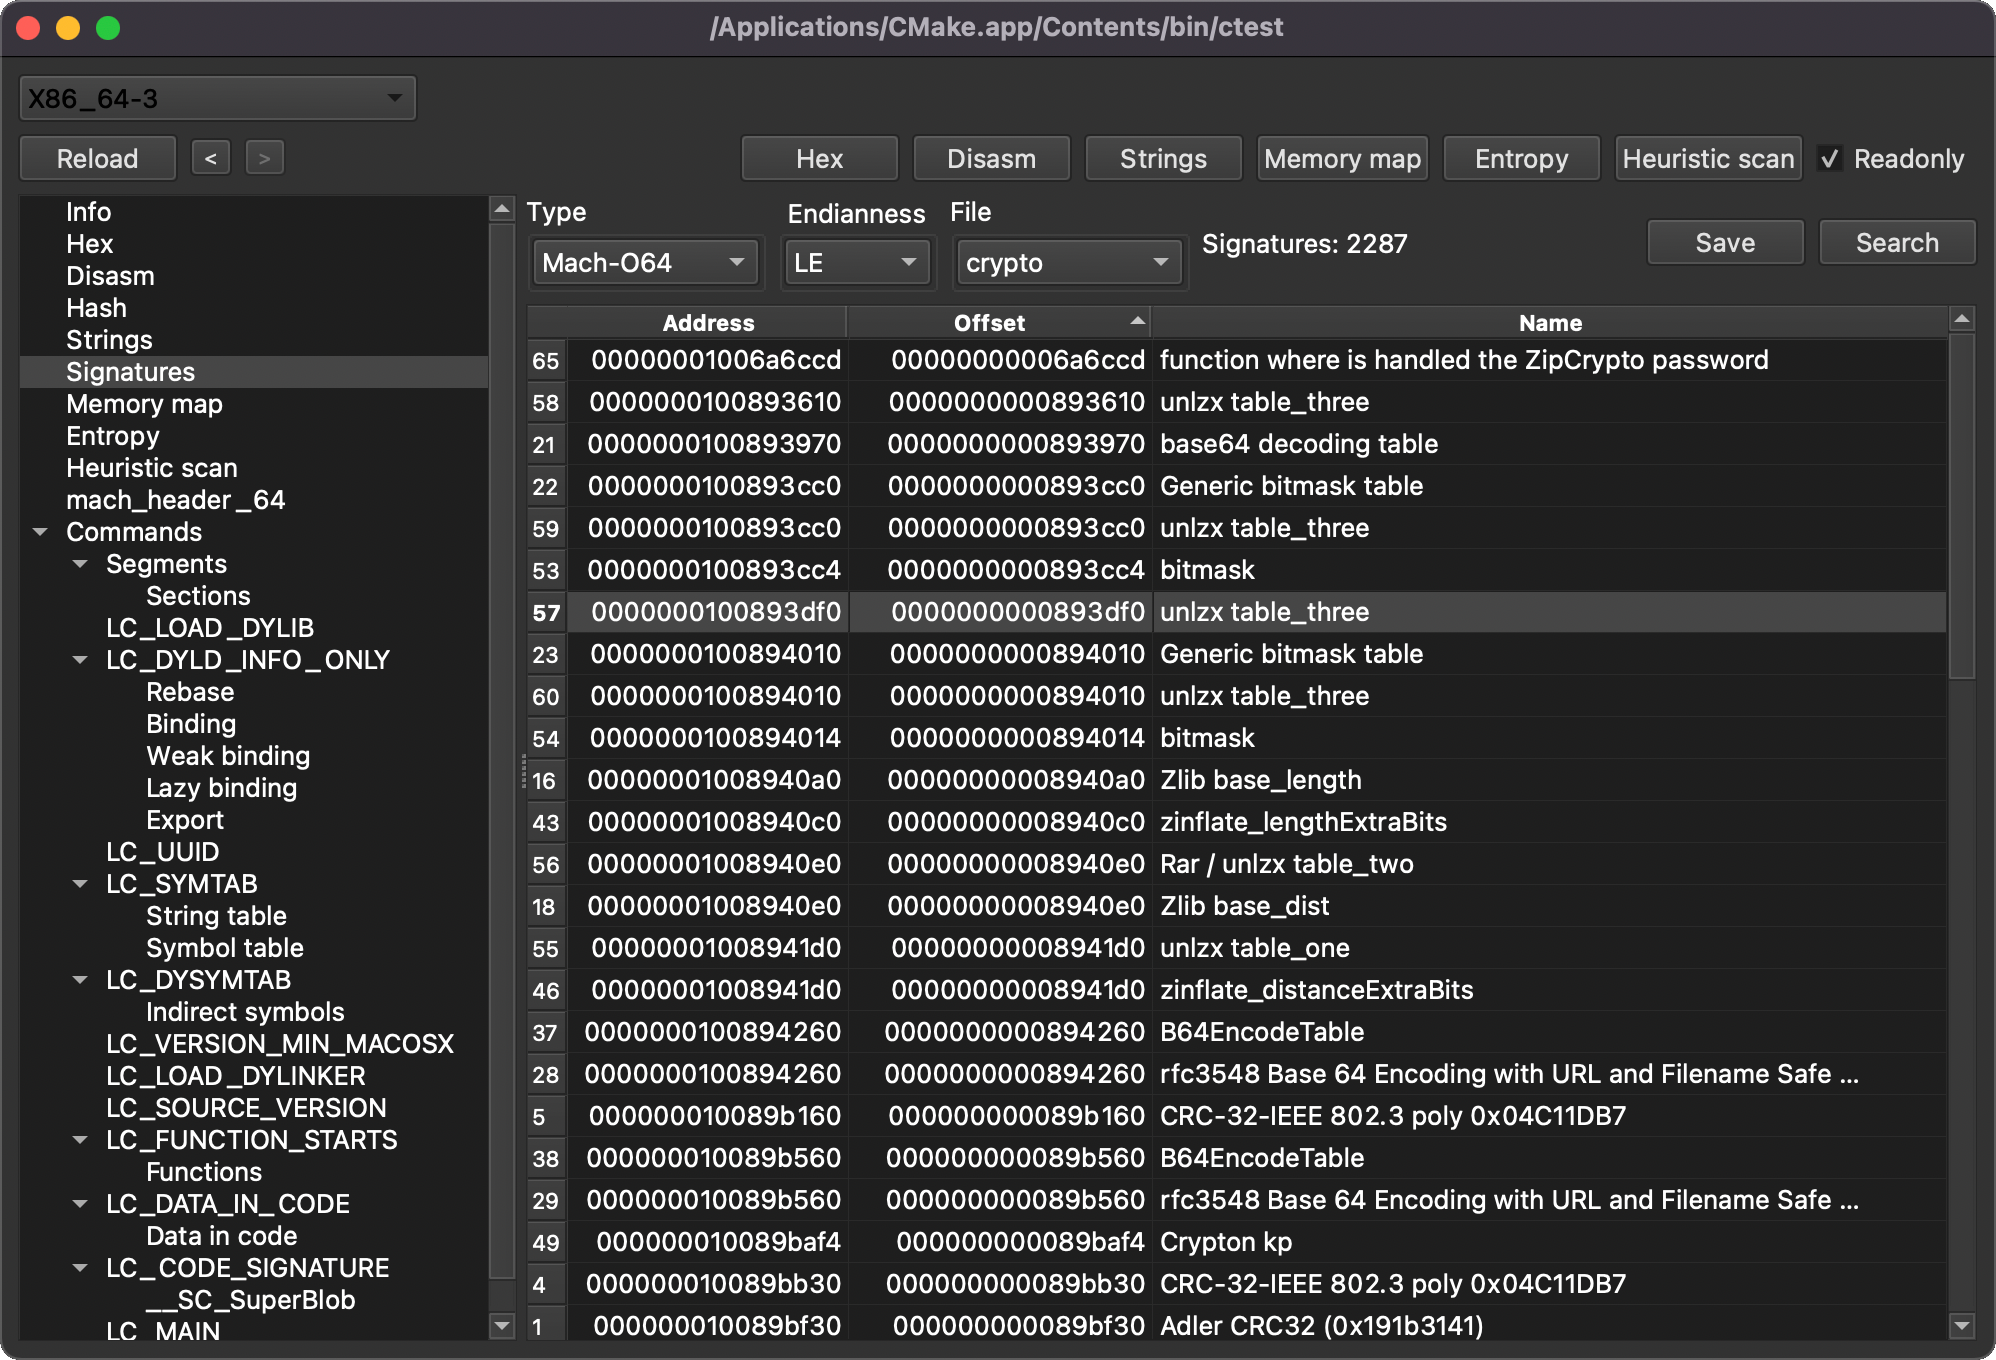 /Applications/CMake.app/Contents/bin/ctest
X86_64-3
Reload < > Hex Disasm Strings Memory map Entropy Heuristic scan Readonly
Info
Hex
Disasm
Hash
Strings
Signatures
Memory map
Entropy
Heuristic scan
mach_header_64
Commands
Segments
Sections
LC_LOAD_DYLIB
LC_DYLD_INFO_ONLY
Rebase
Binding
Weak binding
Lazy binding
Export
LC_UUID
LC_SYMTAB
String table
Symbol table
LC_DYSYMTAB
Indirect symbols
LC_VERSION_MIN_MACOSX
LC_LOAD_DYLINKER
LC_SOURCE_VERSION
LC_FUNCTION_STARTS
Functions
LC_DATA_IN_CODE
Data in code
LC_CODE_SIGNATURE
__SC_SuperBlob
LC_MAIN
Type Endianness File
Mach-O64 LE crypto Signatures: 2287 Save Search
Address Offset Name
65 00000001006a6ccd 00000000006a6ccd function where is handled the ZipCrypto password
58 0000000100893610 0000000000893610 unlzx table_three
21 0000000100893970 0000000000893970 base64 decoding table
22 0000000100893cc0 0000000000893cc0 Generic bitmask table
59 0000000100893cc0 0000000000893cc0 unlzx table_three
53 0000000100893cc4 0000000000893cc4 bitmask
57 0000000100893df0 0000000000893df0 unlzx table_three
23 0000000100894010 0000000000894010 Generic bitmask table
60 0000000100894010 0000000000894010 unlzx table_three
54 0000000100894014 0000000000894014 bitmask
16 00000001008940a0 00000000008940a0 Zlib base_length
43 00000001008940c0 00000000008940c0 zinflate_lengthExtraBits
56 00000001008940e0 00000000008940e0 Rar / unlzx table_two
18 00000001008940e0 00000000008940e0 Zlib base_dist
55 00000001008941d0 00000000008941d0 unlzx table_one
46 00000001008941d0 00000000008941d0 zinflate_distanceExtraBits
37 0000000100894260 0000000000894260 B64EncodeTable
28 0000000100894260 0000000000894260 rfc3548 Base 64 Encoding with URL and Filename Safe ...
5 000000010089b160 000000000089b160 CRC-32-IEEE 802.3 poly 0x04C11DB7
38 000000010089b560 000000000089b560 B64EncodeTable
29 000000010089b560 000000000089b560 rfc3548 Base 64 Encoding with URL and Filename Safe ...
49 000000010089baf4 000000000089baf4 Crypton kp
4 000000010089bb30 000000000089bb30 CRC-32-IEEE 802.3 poly 0x04C11DB7
1 000000010089bf30 000000000089bf30 Adler CRC32 (0x191b3141)